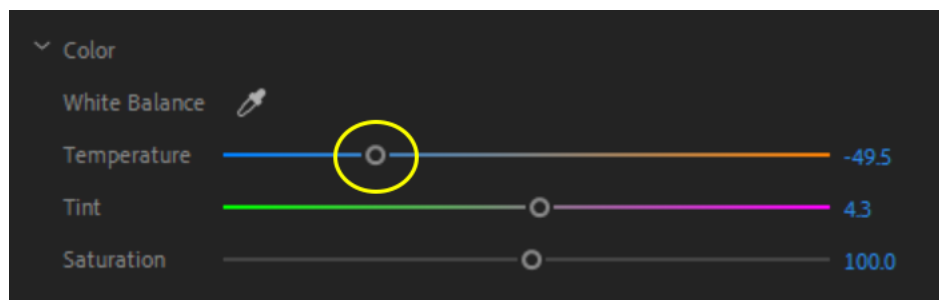 Color
White Balance
Temperature -49.5
Tint 4.3
Saturation 100.0